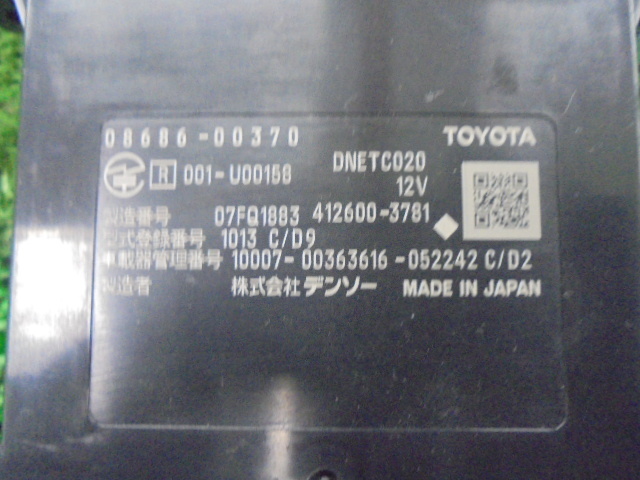 08686-00370 TOYOTA
R 001-U00158 DNETC020
12V
製造番号 07FQ1883 412600-3781
型式登録番号 1013 C/D9
車載器管理番号 10007-00363616-052242 C/D2
製造者 株式会社デンソー MADE IN JAPAN